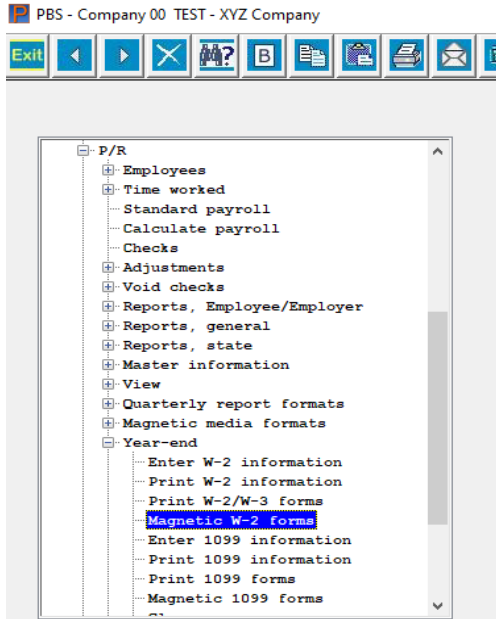 PBS - Company 00 TEST - XYZ Company
Exit
B
P/R
Employees
Time worked
Standard payroll
Calculate payroll
Checks
Adjustments
Void checks
Reports, Employee/Employer
Reports, general
Reports, state
Master information
View
Quarterly report formats
Magnetic media formats
Year-end
Enter W-2 information
Print W-2 information
Print W-2/W-3 forms
Magnetic W-2 forms
Enter 1099 information
Print 1099 information
Print 1099 forms
Magnetic 1099 forms